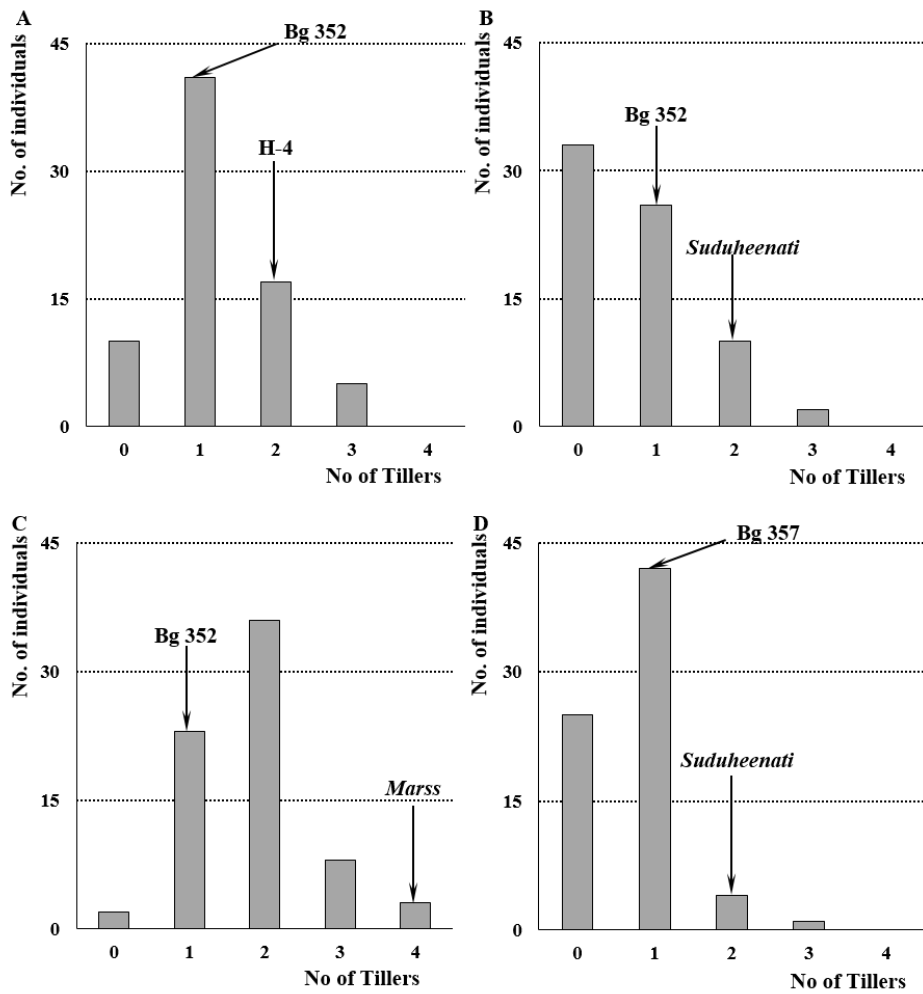 A
Bg 352
No. of individuals
45
30
15
0
H-4
0 1 2 3 4
No of Tillers
B
No. of individuals
45
30
15
0
Bg 352
Suduheenati
0 1 2 3 4
No of Tillers
C
No. of individuals
45
30
15
0
Bg 352
Marss
0 1 2 3 4
No of Tillers
D
Bg 357
No. of individuals
45
30
15
0
Suduheenati
0 1 2 3 4
No of Tillers